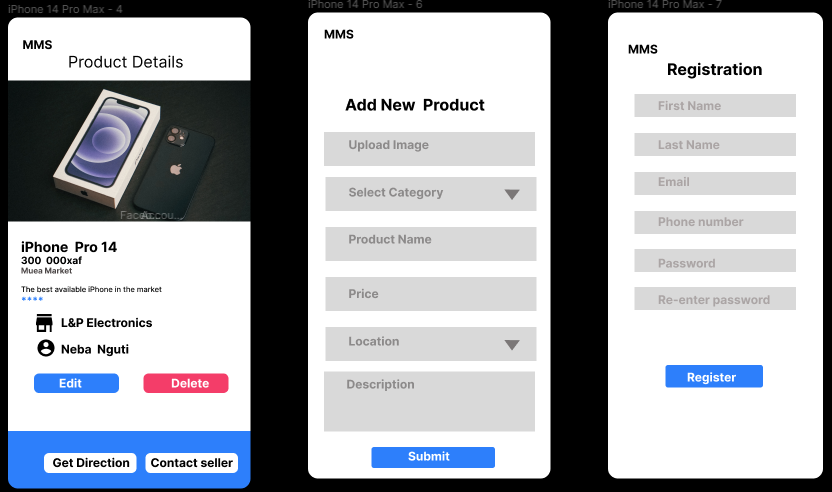 iPhone 14 Pro Max - 4
MMS
Product Details
iPhone Pro 14
300 000xaf
Muea Market
The best available iPhone in the market
****
L&P Electronics
Neba Nguti
Edit
Delete
Get Direction
Contact seller
iPhone 14 Pro Max - 6
MMS
Add New Product
Upload Image
Select Category
Product Name
Price
Location
Description
Submit
iPhone 14 Pro Max - 7
MMS
Registration
First Name
Last Name
Email
Phone number
Password
Re-enter password
Register